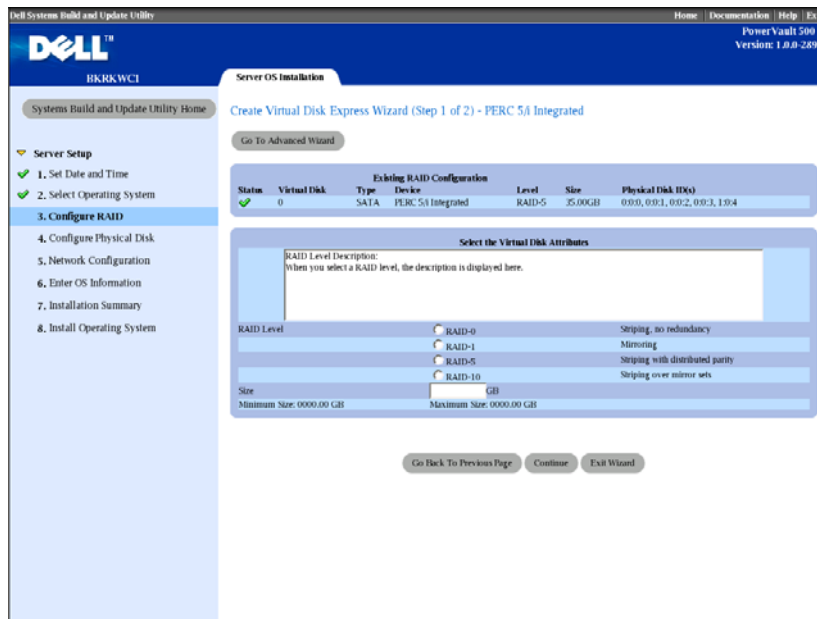 Dell Systems Build and Update Utility
Home Documentation Help
DELL™
PowerVault 500
Version: 1.0.0-289
BKRKWC1
Server OS Installation
Systems Build and Update Utility Home
Create Virtual Disk Express Wizard (Step 1 of 2) - PERC 5/i Integrated
Go To Advanced Wizard
Server Setup
1. Set Date and Time
2. Select Operating System
3. Configure RAID
4. Configure Physical Disk
5. Network Configuration
6. Enter OS Information
7. Installation Summary
8. Install Operating System
Existing RAID Configuration
Status Virtual Disk Type Device Level Size Physical Disk ID(s)
0 SATA PERC 5/i Integrated RAID-5 35.00GB 0:0:0, 0:0:1, 0:0:2, 0:0:3, 1:0:4
Select the Virtual Disk Attributes
RAID Level Description:
When you select a RAID level, the description is displayed here.
RAID Level RAID-0 Striping, no redundancy
RAID-1 Mirroring
RAID-5 Striping with distributed parity
RAID-10 Striping over mirror sets
Size GB
Minimum Size: 0000.00 GB Maximum Size: 0000.00 GB
Go Back To Previous Page Continue Exit Wizard